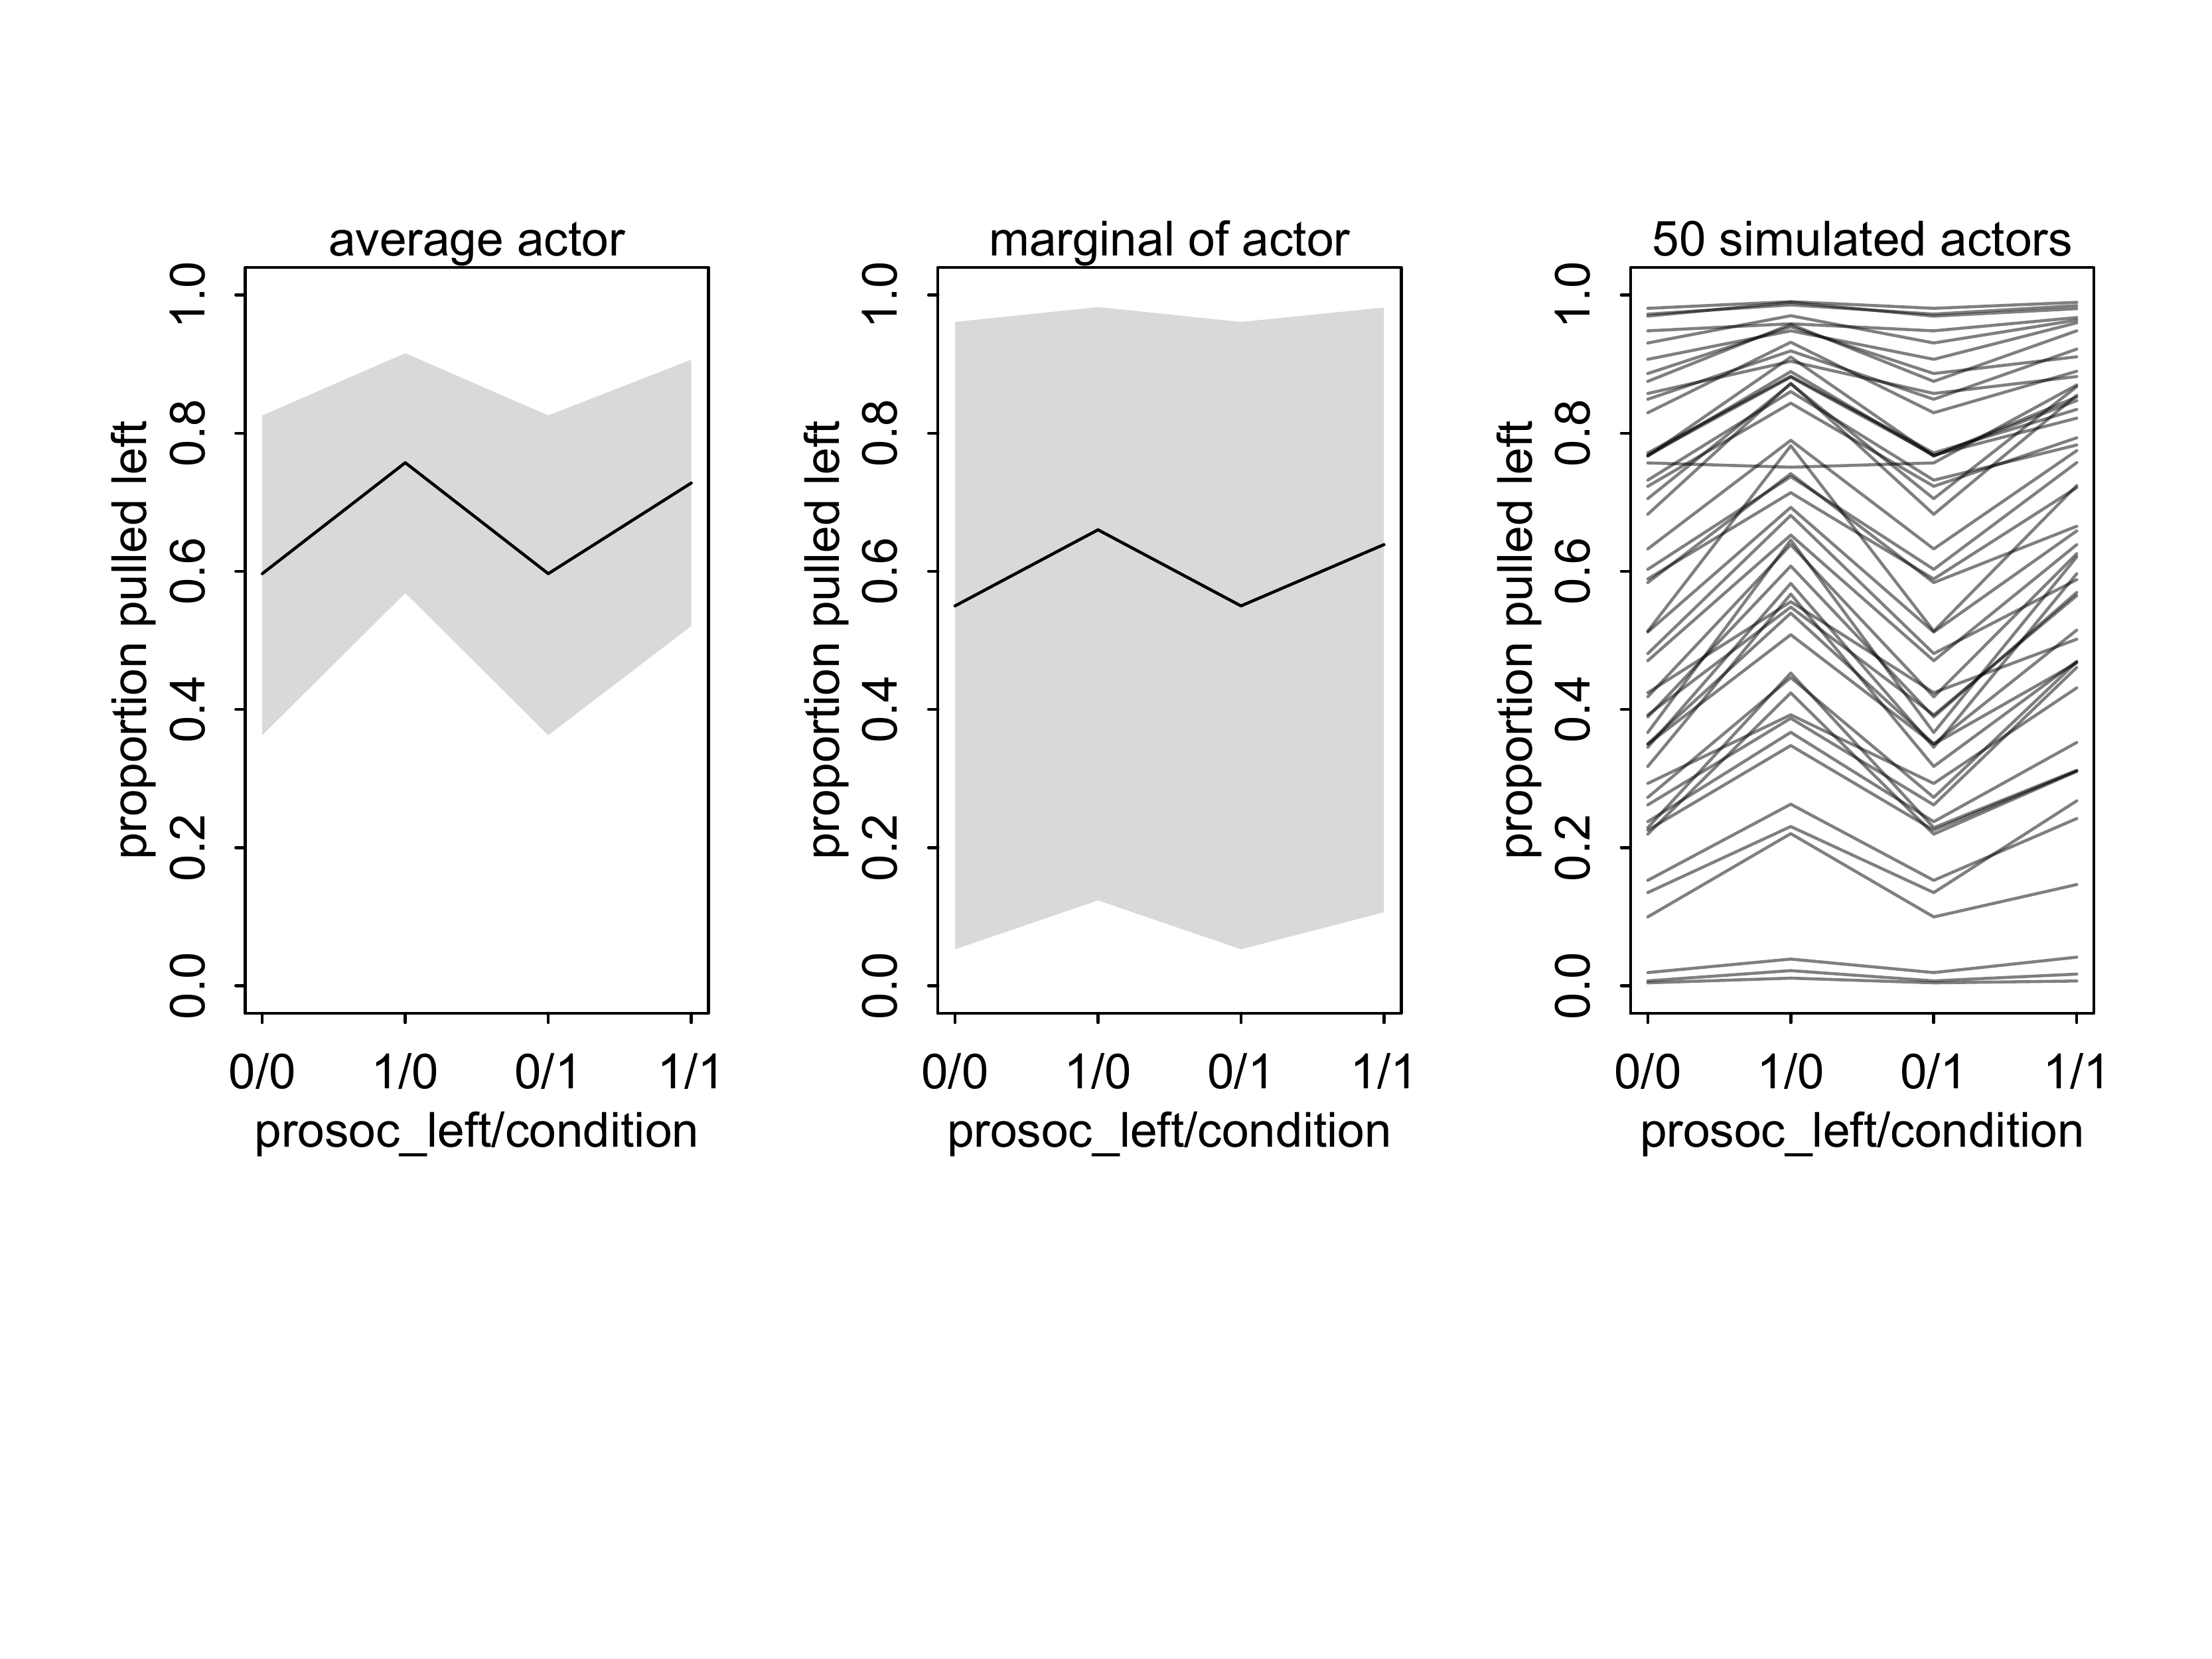 average actor
proportion pulled left
1.0
0.8
0.6
0.4
0.2
0.0
0/0 1/0 0/1 1/1
prosoc_left/condition
marginal of actor
proportion pulled left
1.0
0.8
0.6
0.4
0.2
0.0
0/0 1/0 0/1 1/1
prosoc_left/condition
50 simulated actors
proportion pulled left
1.0
0.8
0.6
0.4
0.2
0.0
0/0 1/0 0/1 1/1
prosoc_left/condition